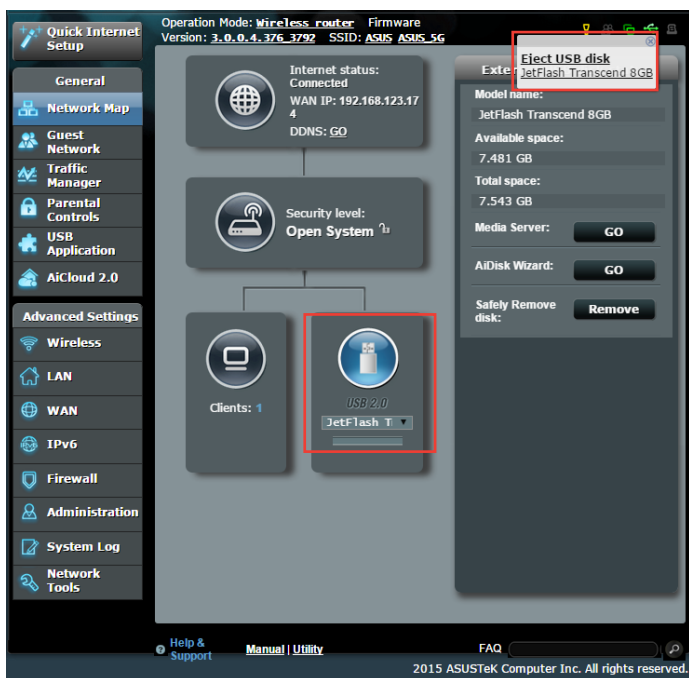 Operation Mode: Wireless router Firmware
Version: 3.0.0.4.376_3792 SSID: ASUS ASUS_5G
Quick Internet
Setup
General
Network Map
Guest
Network
Traffic
Manager
Parental
Controls
USB
Application
AiCloud 2.0
Advanced Settings
Wireless
LAN
WAN
IPv6
Firewall
Administration
System Log
Network
Tools
Internet status:
Connected
WAN IP: 192.168.123.17
4
DDNS: GO
Security level:
Open System
Clients: 1
USB 2.0
JetFlash T
Eject USB disk
JetFlash Transcend 8GB
Exter
Model name:
JetFlash Transcend 8GB
Available space:
7.481 GB
Total space:
7.543 GB
Media Server: GO
AiDisk Wizard: GO
Safely Remove
disk: Remove
Help &
Support
Manual | Utility
FAQ
2015 ASUSTeK Computer Inc. All rights reserved.